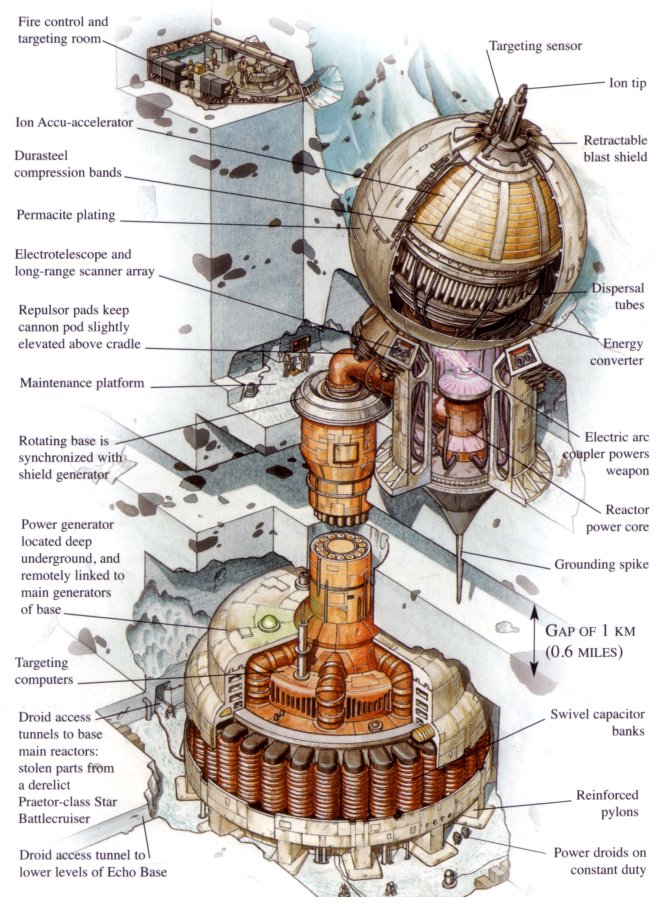 Fire control and
targeting room
Ion Accu-accelerator
Durasteel
compression bands
Permacite plating
Electrotelescope and
long-range scanner array
Repulsor pads keep
cannon pod slightly
elevated above cradle
Maintenance platform
Rotating base is
synchronized with
shield generator
Power generator
located deep
underground, and
remotely linked to
main generators
of base
Targeting
computers
Droid access
tunnels to base
main reactors:
stolen parts from
a derelict
Praetor-class Star
Battlecruiser
Droid access tunnel to
lower levels of Echo Base
Targeting sensor
Ion tip
Retractable
blast shield
Dispersal
tubes
Energy
converter
Electric arc
coupler powers
weapon
Reactor
power core
Grounding spike
GAP OF 1 KM
(0.6 MILES)
Swivel capacitor
banks
Reinforced
pylons
Power droids on
constant duty